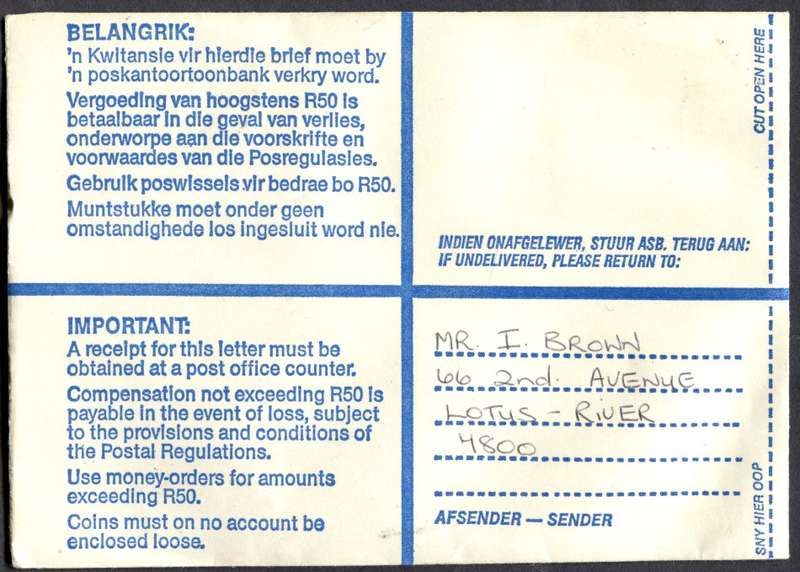 BELANGRIK:
'n Kwitansie vir hierdie brief moet by
'n poskantoortoonbank verkry word.
Vergoeding van hoogstens R50 is
betaalbaar in die geval van verlies,
onderworpe aan die voorskrifte en
voorwaardes van die Posregulasies.
Gebruik poswissels vir bedrae bo R50.
Muntstukke moet onder geen
omstandighede los ingesluit word nie.
CUT OPEN HERE
INDIEN ONAFGELEWER, STUUR ASB. TERUG AAN:
IF UNDELIVERED, PLEASE RETURN TO:
IMPORTANT:
A receipt for this letter must be
obtained at a post office counter.
Compensation not exceeding R50 is
payable in the event of loss, subject
to the provisions and conditions of
the Postal Regulations.
Use money-orders for amounts
exceeding R50.
Coins must on no account be
enclosed loose.
MR. I. BROWN
66 2nd. AVENUE
LOTUS - RIVER
7800
AFSENDER — SENDER
SNY HIER OOP